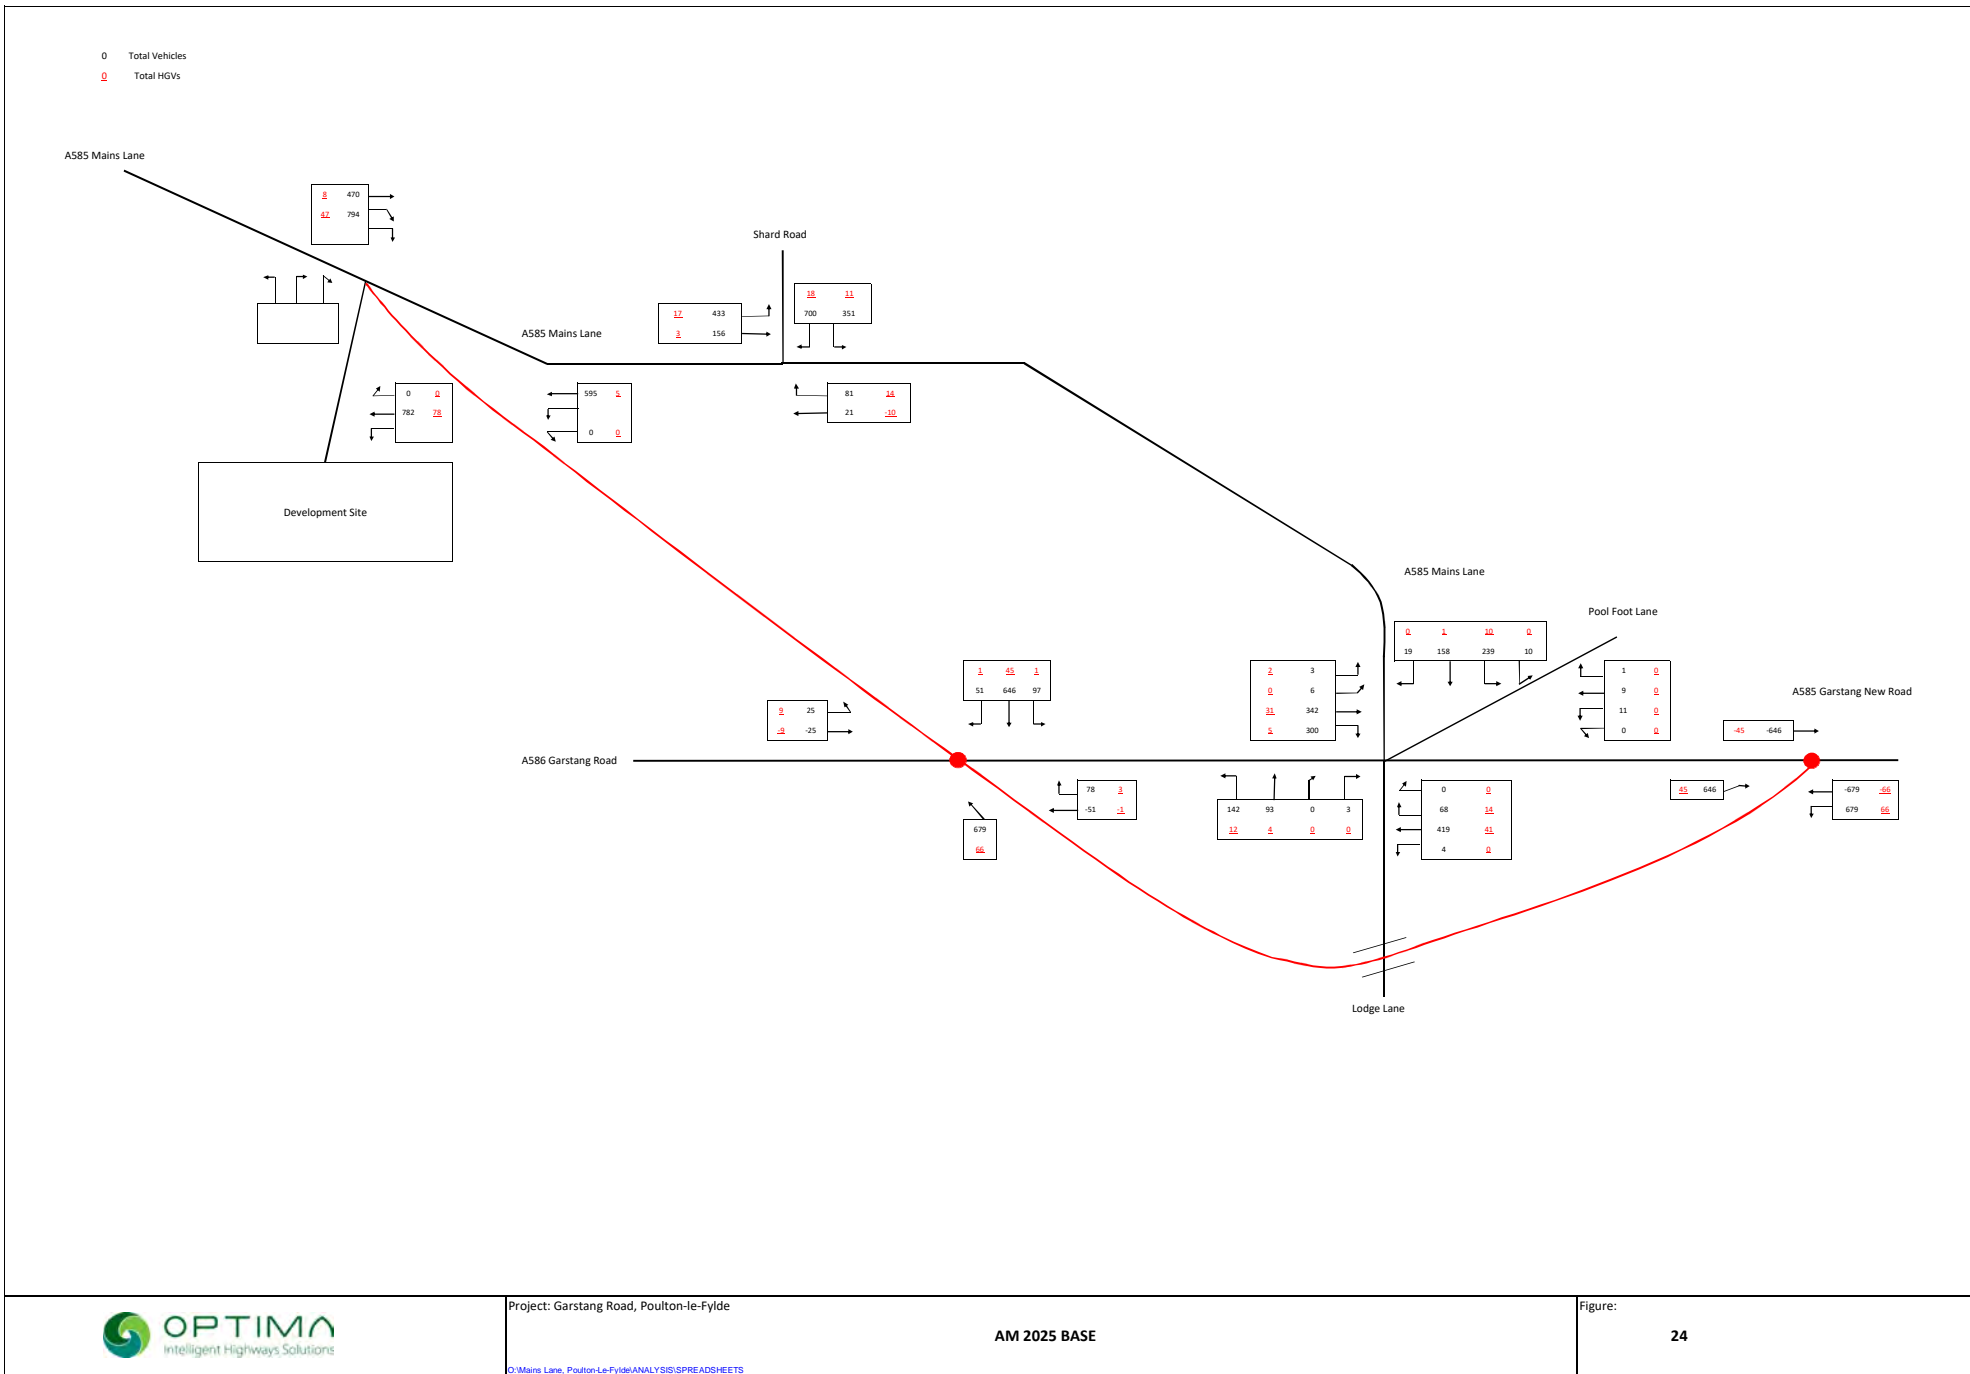 0 Total Vehicles
0 Total HGVs
A585 Mains Lane
8 470
47 794
Shard Road
18 11
700 351
17 433
3 156
A585 Mains Lane
0 0
782 78
595 5
0 0
81 14
21 -10
Development Site
A585 Mains Lane
Pool Foot Lane
0 1 10 0
19 158 239 10
1 45 1
51 646 97
2 3
0 6
31 342
5 300
1 0
9 0
11 0
0 0
A585 Garstang New Road
9 25
-9 -25
-45 -646
A586 Garstang Road
78 3
-51 -1
142 93 0 3
12 4 0 0
0 0
68 14
419 41
4 0
45 646
-679 -66
679 66
679
66
Lodge Lane
OPTIMA
Intelligent Highways Solutions
Project: Garstang Road, Poulton-le-Fylde
AM 2025 BASE
O:\Mains Lane, Poulton-Le-Fylde\ANALYSIS\SPREADSHEETS
Figure:
24